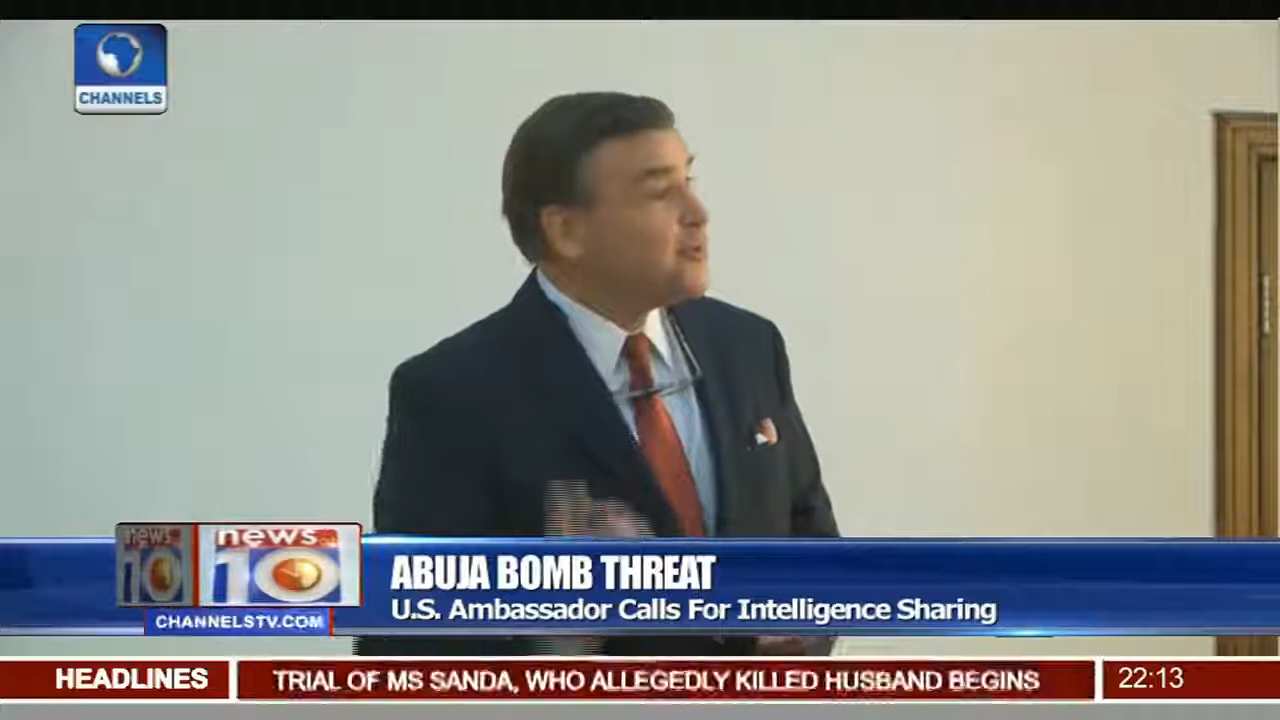 CHANNELS
news
10
news
10
CHANNELSTV.COM
ABUJA BOMB THREAT
U.S. Ambassador Calls For Intelligence Sharing
HEADLINES
TRIAL OF MS SANDA, WHO ALLEGEDLY KILLED HUSBAND BEGINS
22:13